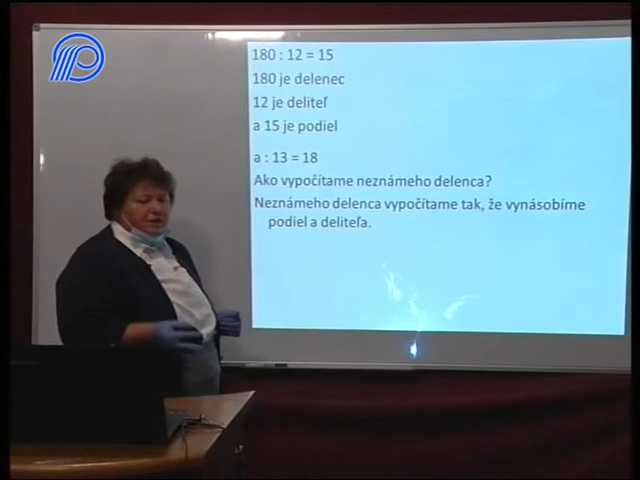 180 : 12 = 15
180 je delenec
12 je deliteľ
a 15 je podiel
a : 13 = 18
Ako vypočítame neznámeho delenca?
Neznámeho delenca vypočítame tak, že vynásobíme
podiel a deliteľa.